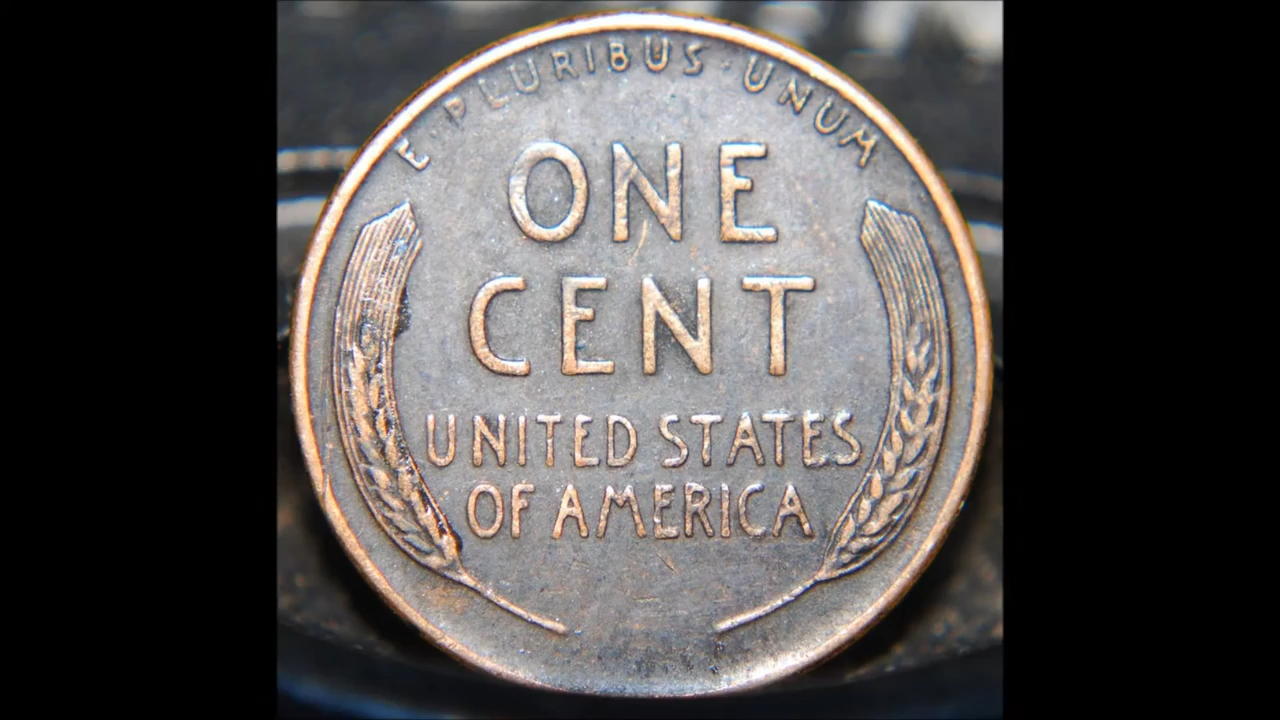 E · PLURIBUS · UNUM
ONE
CENT
UNITED STATES
OF AMERICA